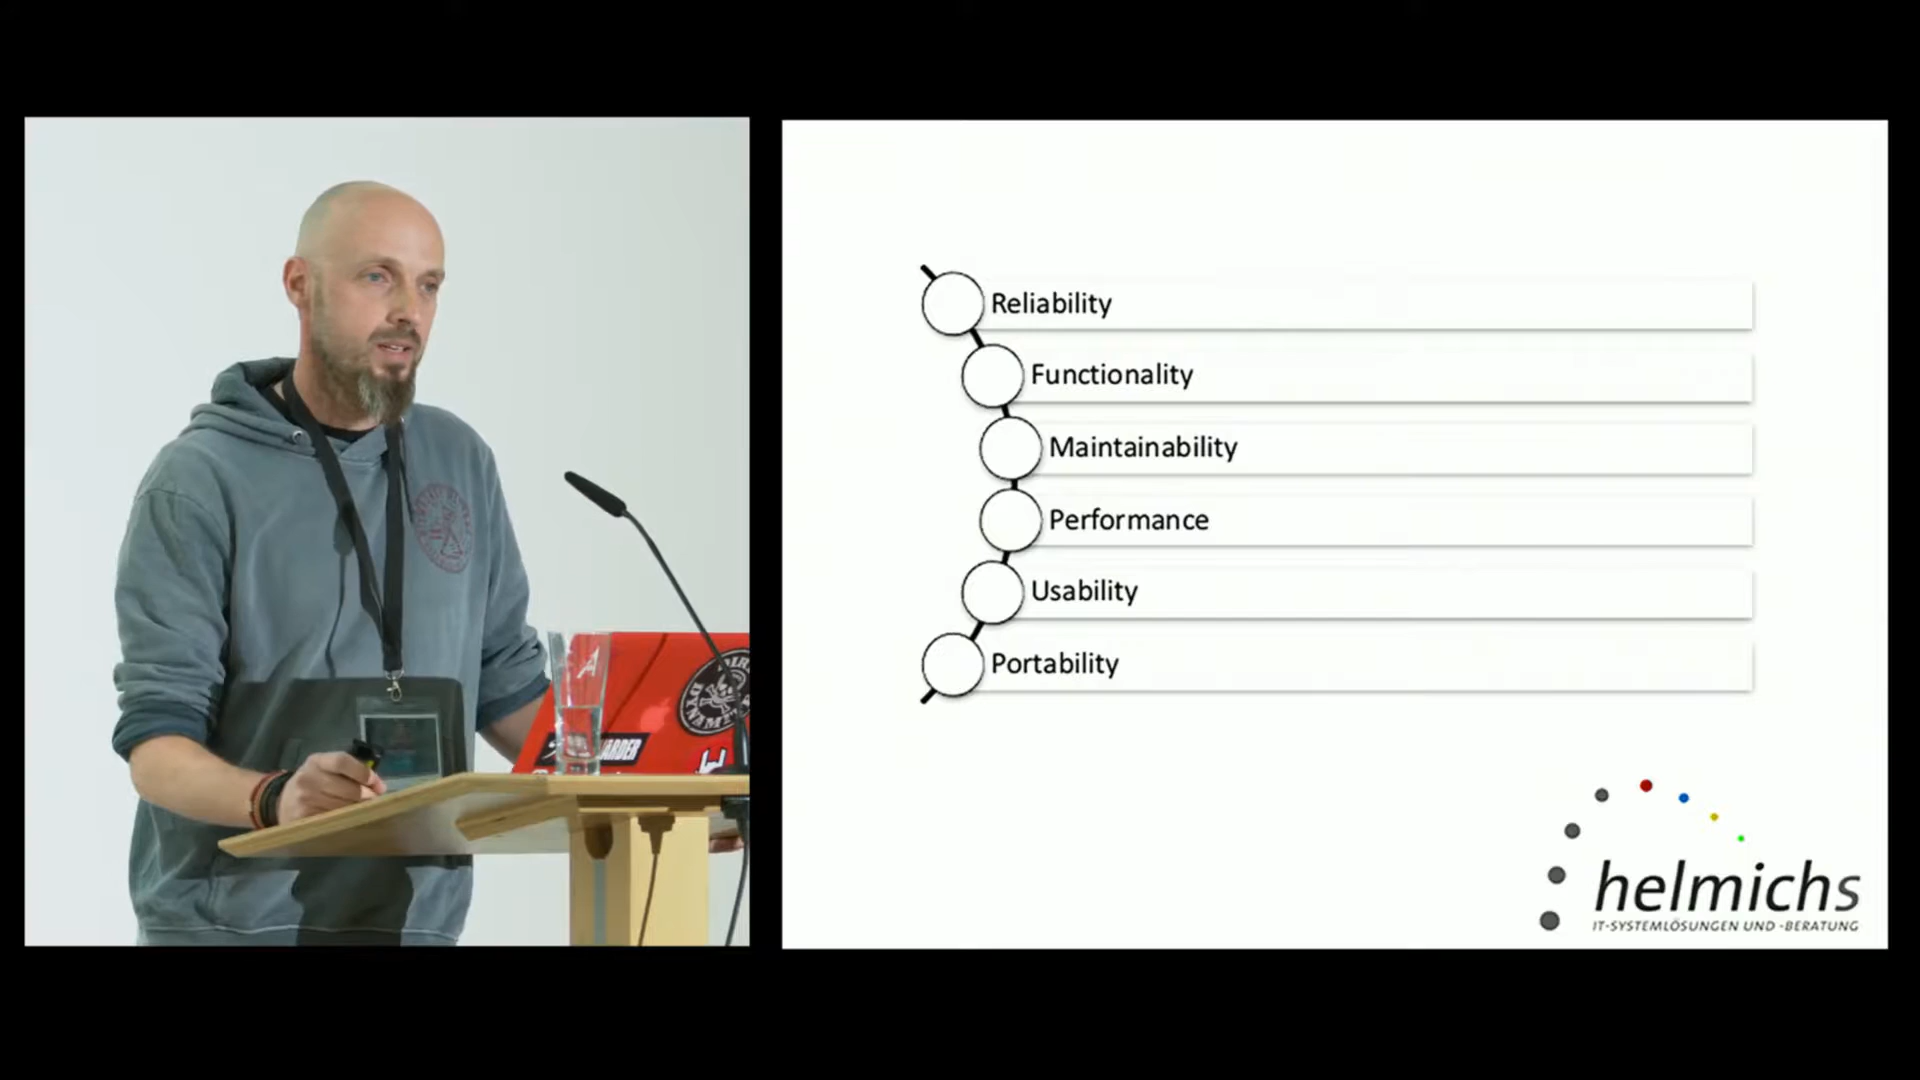 Reliability
Functionality
Maintainability
Performance
Usability
Portability
helmichs
IT-SYSTEMLÖSUNGEN UND -BERATUNG